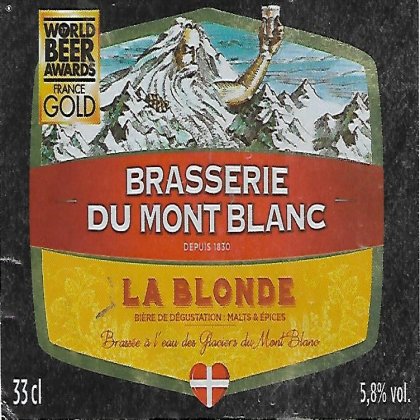 WORLD
BEER
AWARDS
FRANCE
GOLD
BRASSERIE
DU MONT BLANC
DEPUIS 1830
LA BLONDE
BIÈRE DE DÉGUSTATION : MALTS & ÉPICES
Brassée à l'eau des Glaciers du Mont Blanc
33 cl
5,8% vol.